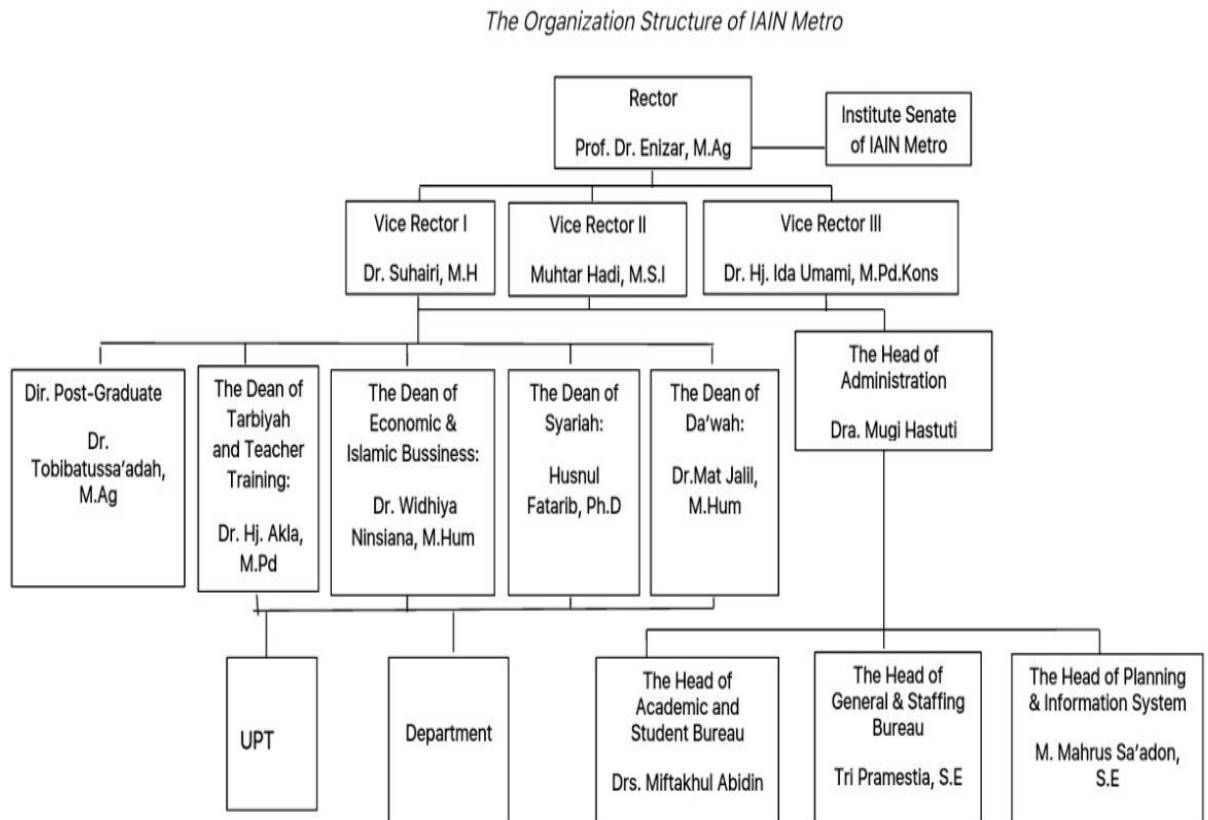 The Organization Structure of IAIN Metro
Rector
Prof. Dr. Enizar, M.Ag
Institute Senate
of IAIN Metro
Vice Rector I
Dr. Suhairi, M.H
Vice Rector II
Muhtar Hadi, M.S.I
Vice Rector III
Dr. Hj. Ida Umami, M.Pd.Kons
Dir. Post-Graduate
Dr.
Tobibatussa'adah,
M.Ag
The Dean of
Tarbiyah
and Teacher
Training:
Dr. Hj. Akla,
M.Pd
The Dean of
Economic &
Islamic Bussiness:
Dr. Widhiya
Ninsiana, M.Hum
The Dean of
Syariah:
Husnul
Fatarib, Ph.D
The Dean of
Da'wah:
Dr.Mat Jalil,
M.Hum
The Head of
Administration
Dra. Mugi Hastuti
UPT
Department
The Head of
Academic and
Student Bureau
Drs. Miftakhul Abidin
The Head of
General & Staffing
Bureau
Tri Pramestia, S.E
The Head of Planning
& Information System
M. Mahrus Sa'adon,
S.E